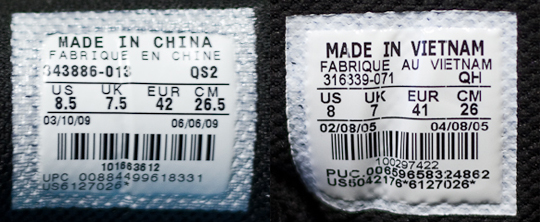 MADE IN CHINA
FABRIQUE EN CHINE
343886-013 QS2
US UK EUR CM
8.5 7.5 42 26.5
03/10/09 06/06/09
101663612
UPC 00884499618331
US6127026*
MADE IN VIETNAM
FABRIQUE AU VIETNAM
316339-071 QH
US UK EUR CM
8 7 41 26
02/08/05 04/08/05
100297422
PUC 00659658324862
US5042176*6127026*